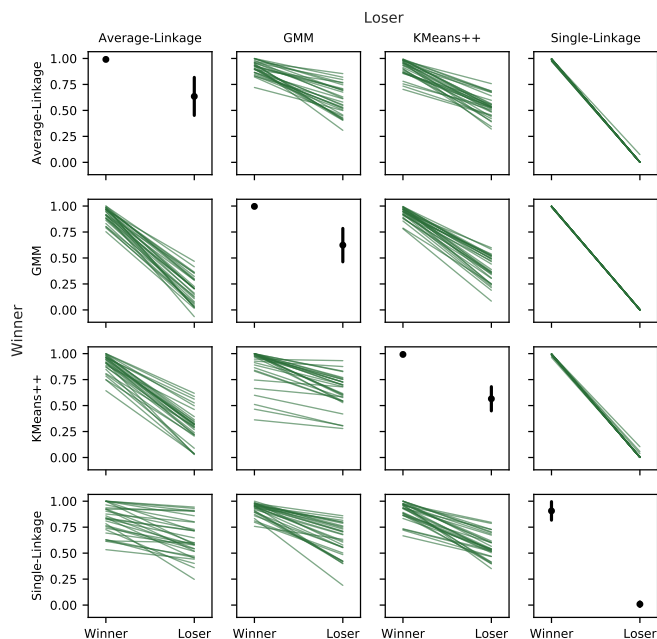 Loser
Average-Linkage GMM KMeans++ Single-Linkage
Winner
Average-Linkage
1.00
0.75
0.50
0.25
0.00
GMM
1.00
0.75
0.50
0.25
0.00
KMeans++
1.00
0.75
0.50
0.25
0.00
Single-Linkage
1.00
0.75
0.50
0.25
0.00
Winner Loser Winner Loser Winner Loser Winner Loser